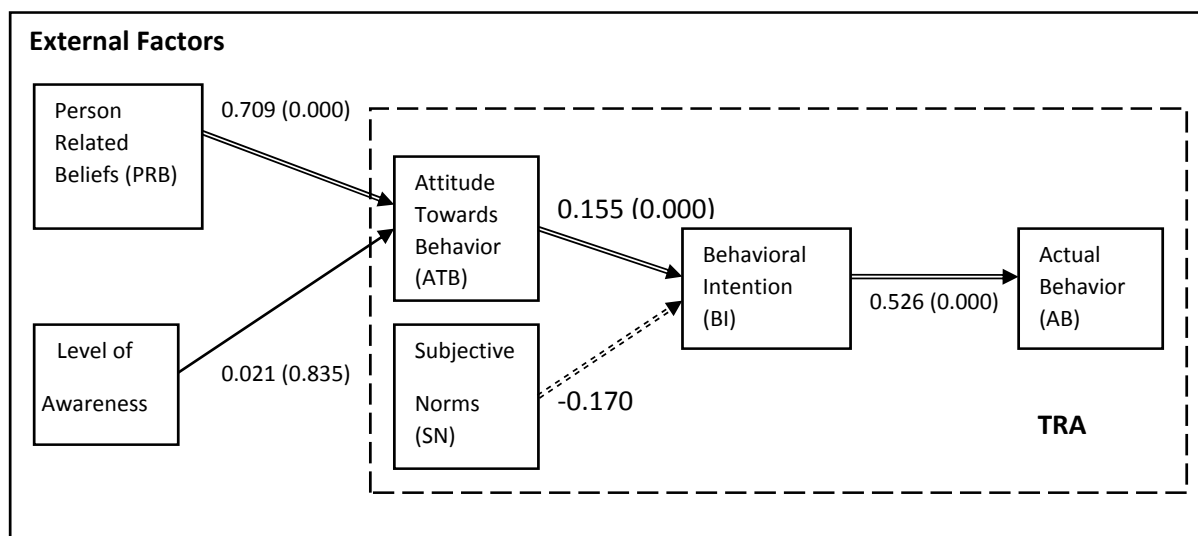 External Factors
Person
Related
Beliefs (PRB)
0.709 (0.000)
Level of
Awareness
0.021 (0.835)
Attitude
Towards
Behavior
(ATB)
0.155 (0.000)
Subjective
Norms
(SN)
-0.170
Behavioral
Intention
(BI)
0.526 (0.000)
Actual
Behavior
(AB)
TRA